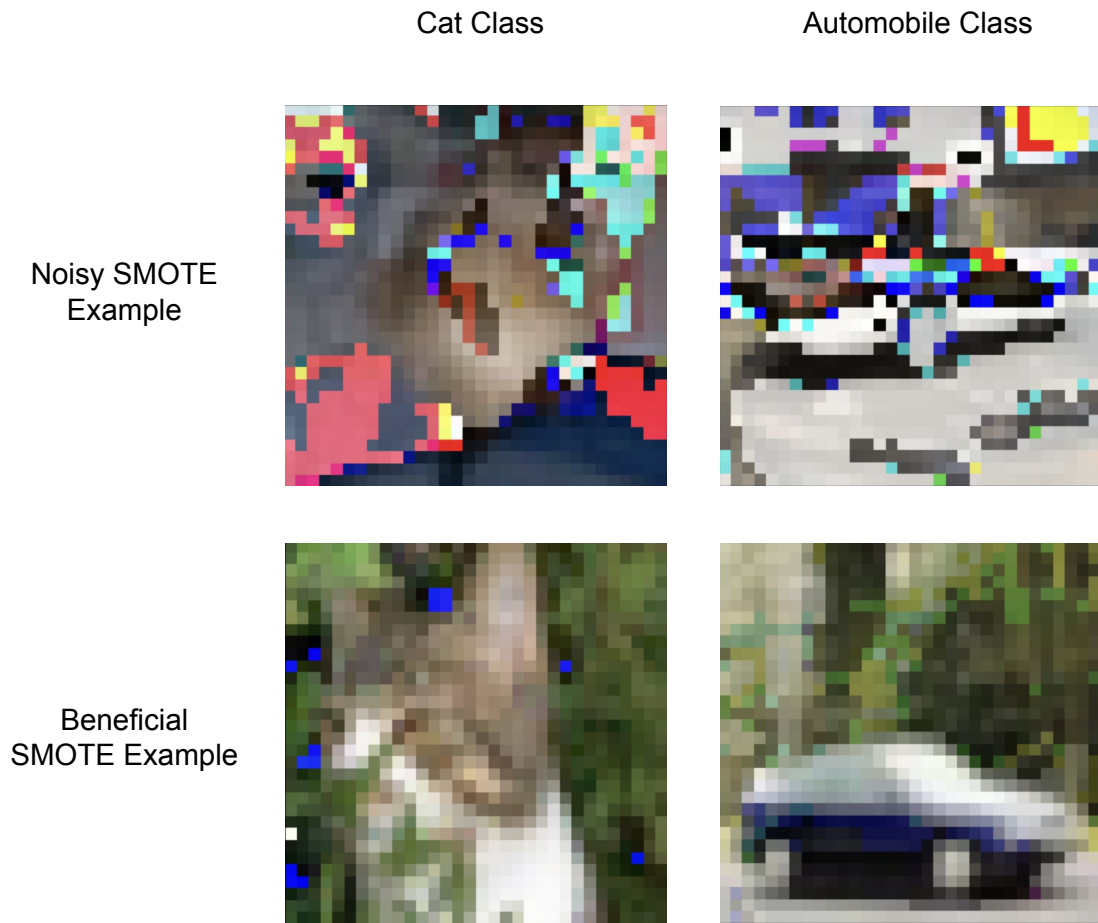 Cat Class
Automobile Class
Noisy SMOTE
Example
Beneficial
SMOTE Example